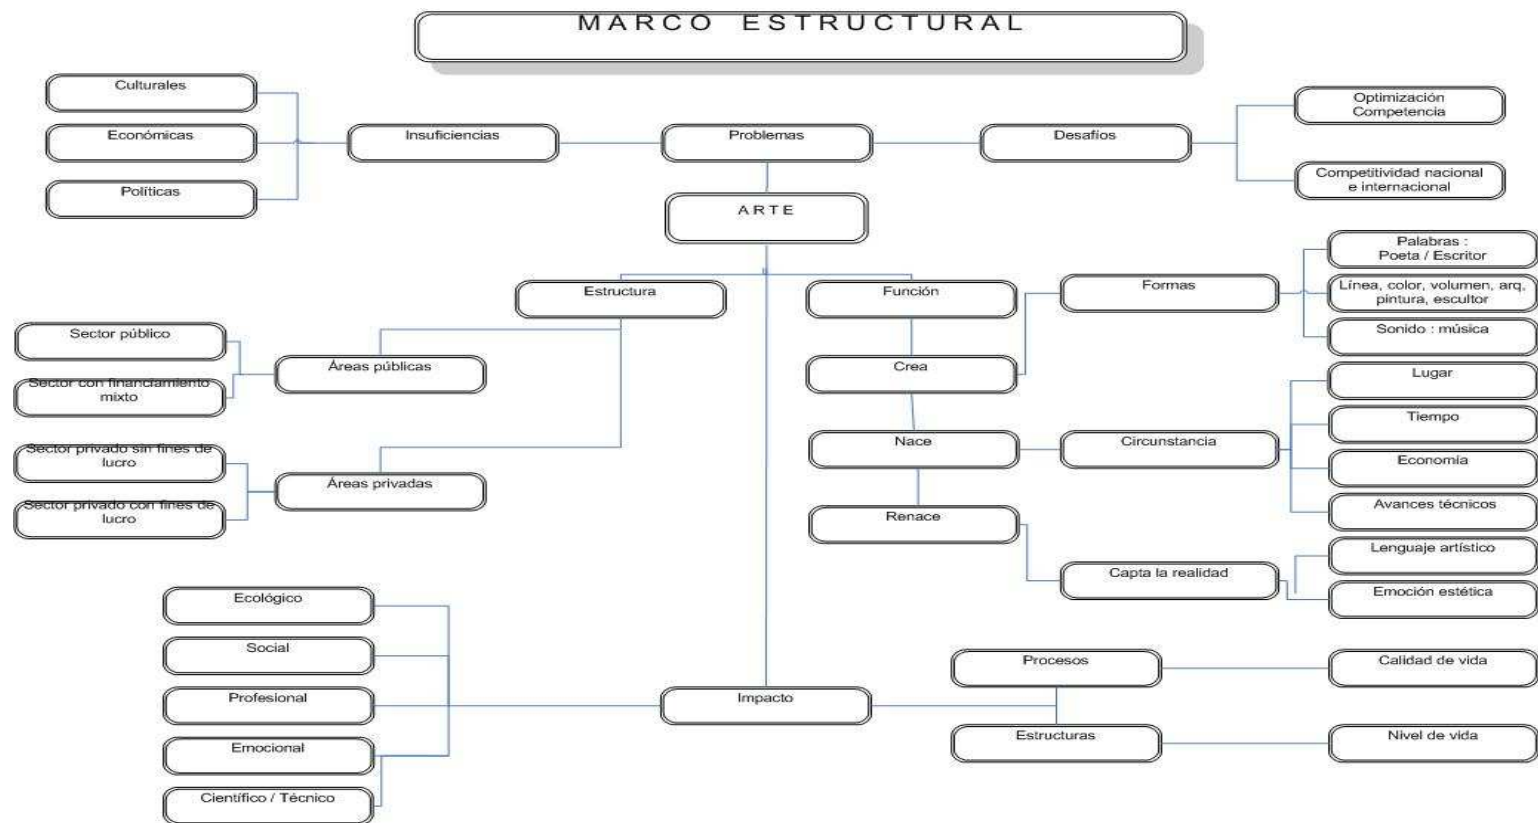 MARCO ESTRUCTURAL
Culturales
Económicas
Políticas
Insuficiencias
Problemas
Desafíos
Optimización
Competencia
Competitividad nacional
e internacional
ARTE
Estructura
Función
Formas
Palabras :
Poeta / Escritor
Línea, color, volumen, arq,
pintura, escultor
Sonido : música
Sector público
Sector con financiamiento
mixto
Áreas públicas
Crea
Lugar
Tiempo
Sector privado sin fines de
lucro
Sector privado con fines de
lucro
Áreas privadas
Nace
Circunstancia
Economía
Avances técnicos
Renace
Capta la realidad
Lenguaje artístico
Emoción estética
Ecológico
Social
Profesional
Emocional
Científico / Técnico
Impacto
Procesos
Calidad de vida
Estructuras
Nivel de vida